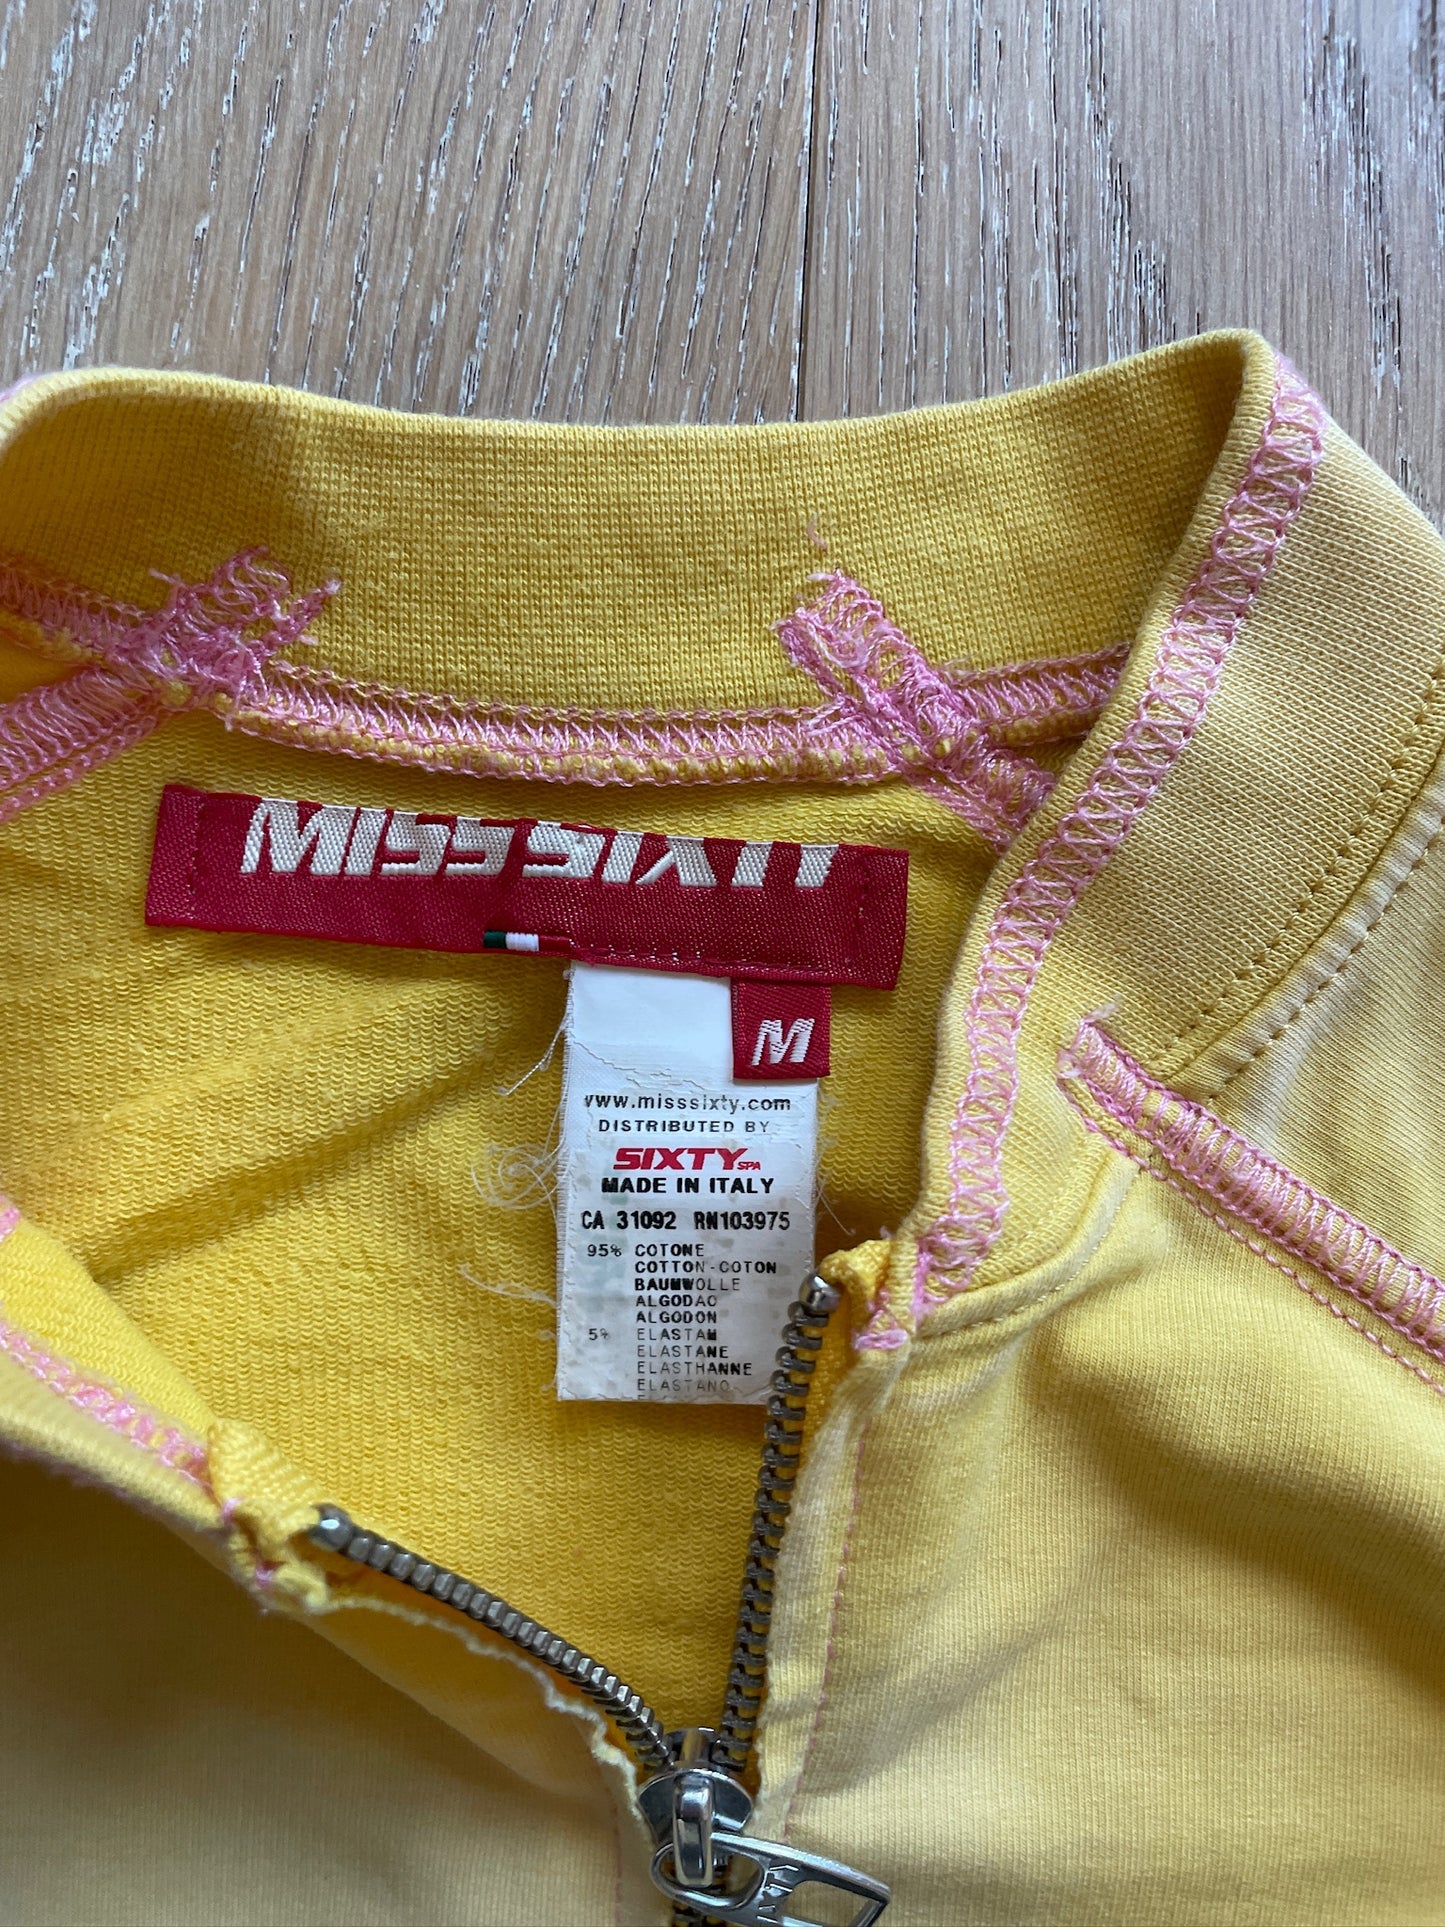 MISS SIXTY
M
www.misssixty.com
DISTRIBUTED BY
SIXTY SPA
MADE IN ITALY
CA 31092 RN103975
95% COTONE
COTTON-COTON
BAUMWOLLE
ALGODAO
ALGODON
5% ELASTAM
ELASTANE
ELASTHANNE
ELASTANO